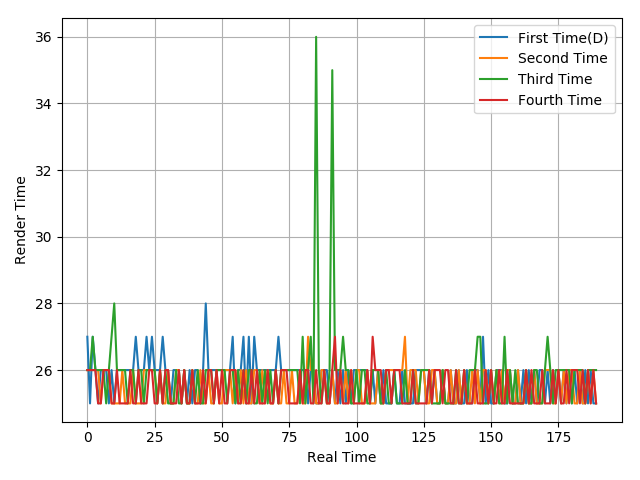 36
34
32
30
28
26
Render Time
0
25
50
75
100
125
150
175
Real Time
First Time(D)
Second Time
Third Time
Fourth Time